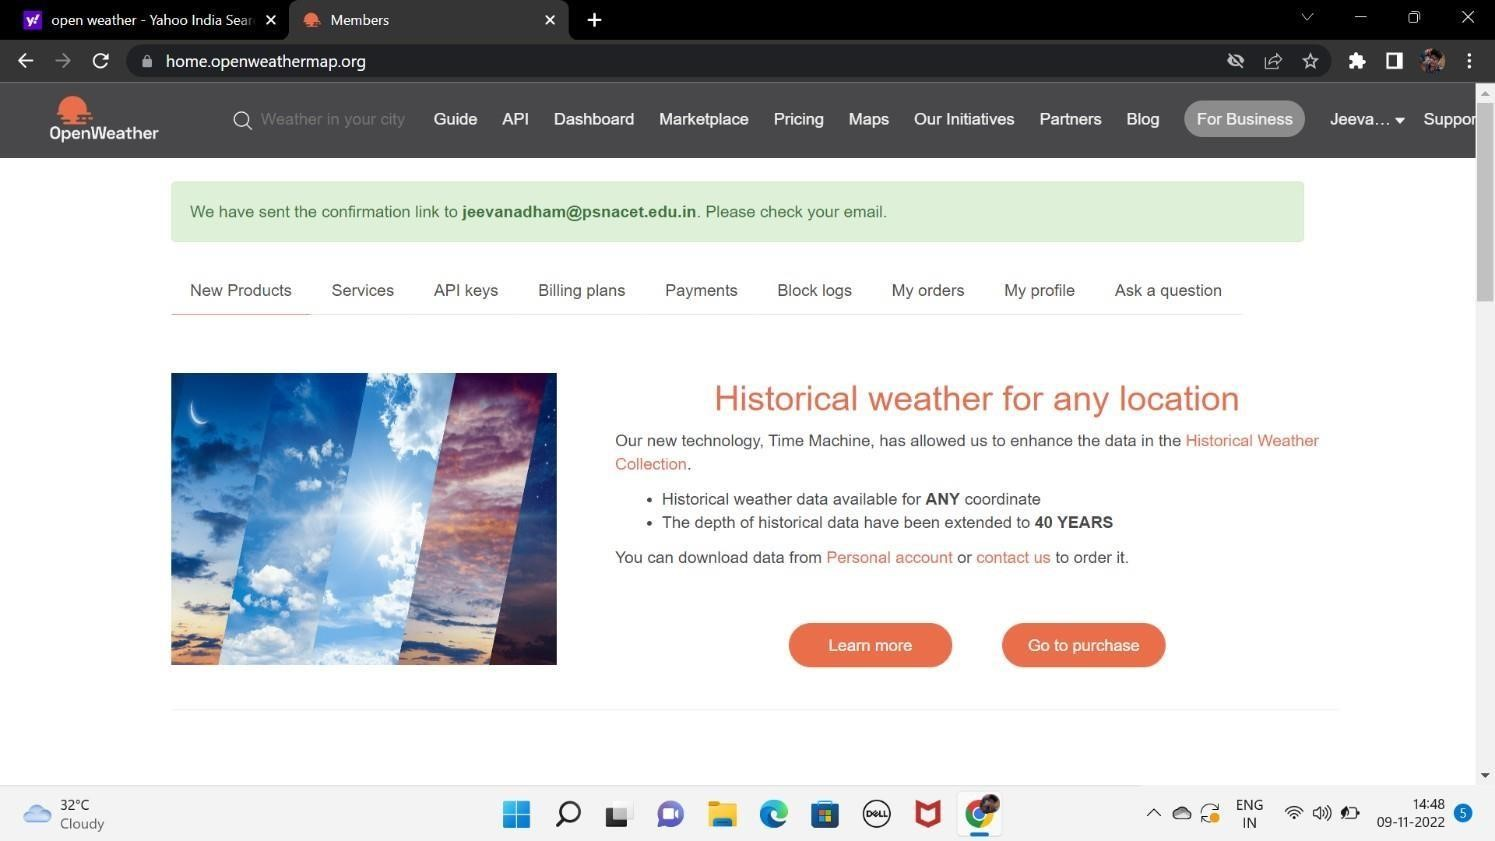 open weather - Yahoo India Sear
Members
home.openweathermap.org
OpenWeather
Weather in your city
Guide
API
Dashboard
Marketplace
Pricing
Maps
Our Initiatives
Partners
Blog
For Business
Jeeva...
Suppor
We have sent the confirmation link to jeevanadham@psnacet.edu.in. Please check your email.
New Products
Services
API keys
Billing plans
Payments
Block logs
My orders
My profile
Ask a question
Historical weather for any location
Our new technology, Time Machine, has allowed us to enhance the data in the Historical Weather
Collection.
• Historical weather data available for ANY coordinate
• The depth of historical data have been extended to 40 YEARS
You can download data from Personal account or contact us to order it.
Learn more
Go to purchase
32°C
Cloudy
DELL
ENG
IN
14:48
09-11-2022
5